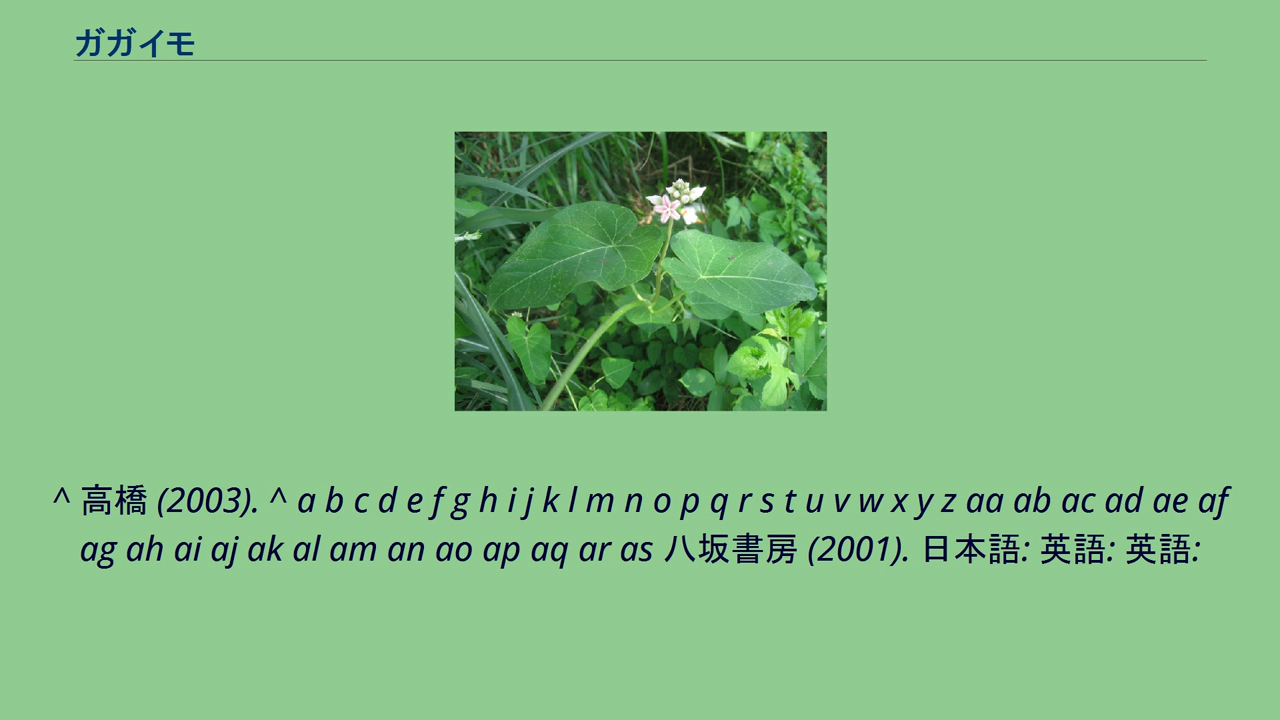 ガガイモ
^ 高橋 (2003). ^ a b c d e f g h i j k l m n o p q r s t u v w x y z aa ab ac ad ae af
ag ah ai aj ak al am an ao ap aq ar as 八坂書房 (2001). 日本語: 英語: 英語: